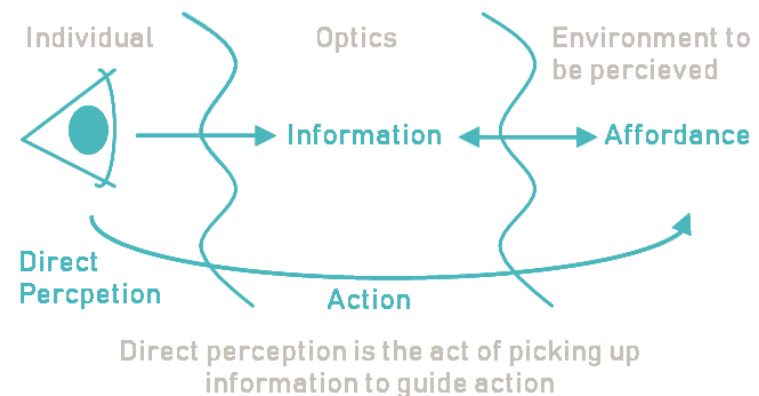 Individual
Optics
Environment to
be percieved
Information
Affordance
Direct
Percpetion
Action
Direct perception is the act of picking up
information to guide action